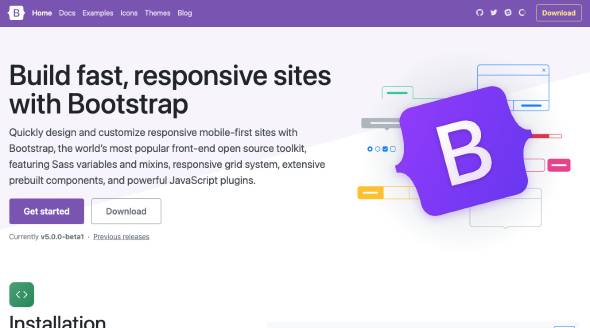 B Home Docs Examples Icons Themes Blog Download
Build fast, responsive sites
with Bootstrap
Quickly design and customize responsive mobile-first sites with
Bootstrap, the world's most popular front-end open source toolkit,
featuring Sass variables and mixins, responsive grid system, extensive
prebuilt components, and powerful JavaScript plugins.
Get started Download
Currently v5.0.0-beta1 · Previous releases
B
Installation